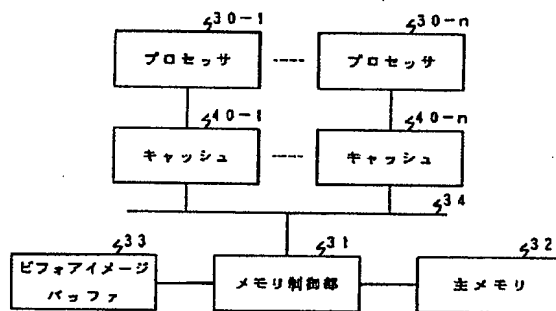 30-1
30-n
プロセッサ
プロセッサ
40-1
40-n
キャッシュ
キャッシュ
34
33
31
32
ビフォアイメージ
バッファ
メモリ制御部
主メモリ